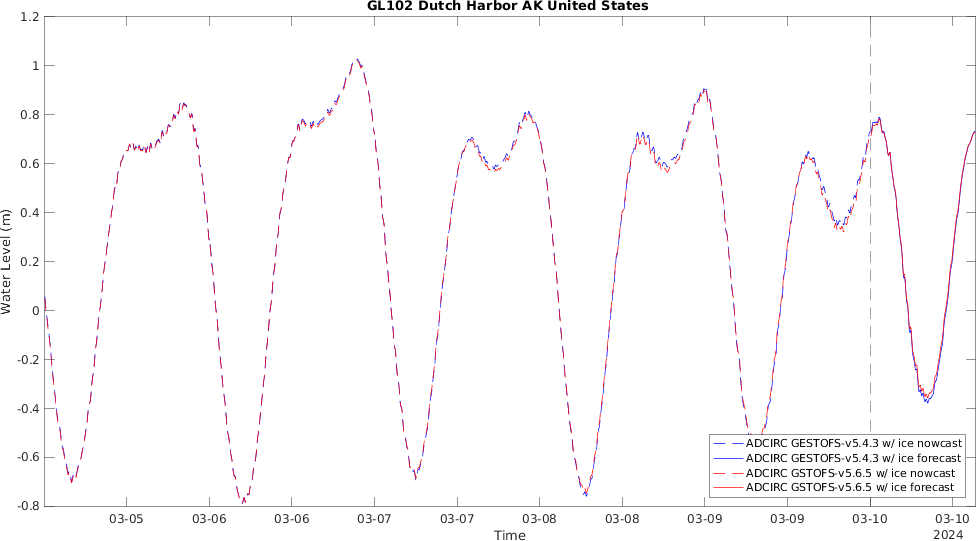 GL102 Dutch Harbor AK United States
1.2
1
0.8
0.6
0.4
0.2
0
-0.2
-0.4
-0.6
-0.8
Water Level (m)
ADCIRC GESTOFS-v5.4.3 w/ ice nowcast
ADCIRC GESTOFS-v5.4.3 w/ ice forecast
ADCIRC GSTOFS-v5.6.5 w/ ice nowcast
ADCIRC GSTOFS-v5.6.5 w/ ice forecast
03-05 03-06 03-06 03-07 03-07 03-08 03-08 03-09 03-09 03-10 03-10
Time 2024